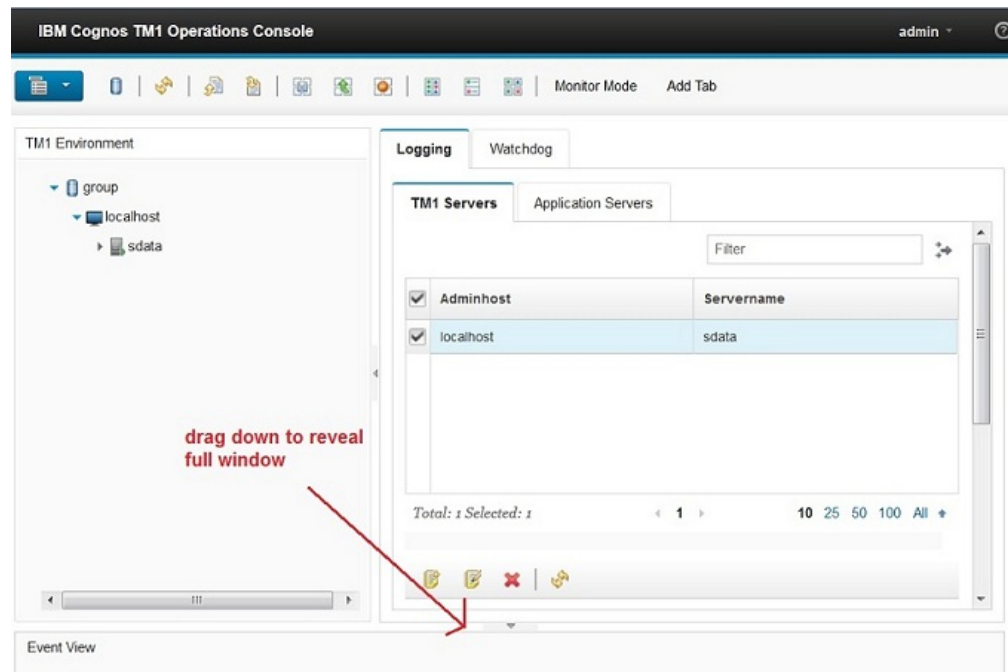 IBM Cognos TM1 Operations Console
admin
Monitor Mode
Add Tab
TM1 Environment
group
localhost
sdata
Logging
Watchdog
TM1 Servers
Application Servers
Filter
Adminhost
Servername
localhost
sdata
drag down to reveal
full window
Total: 1 Selected: 1
1
10 25 50 100 All
Event View